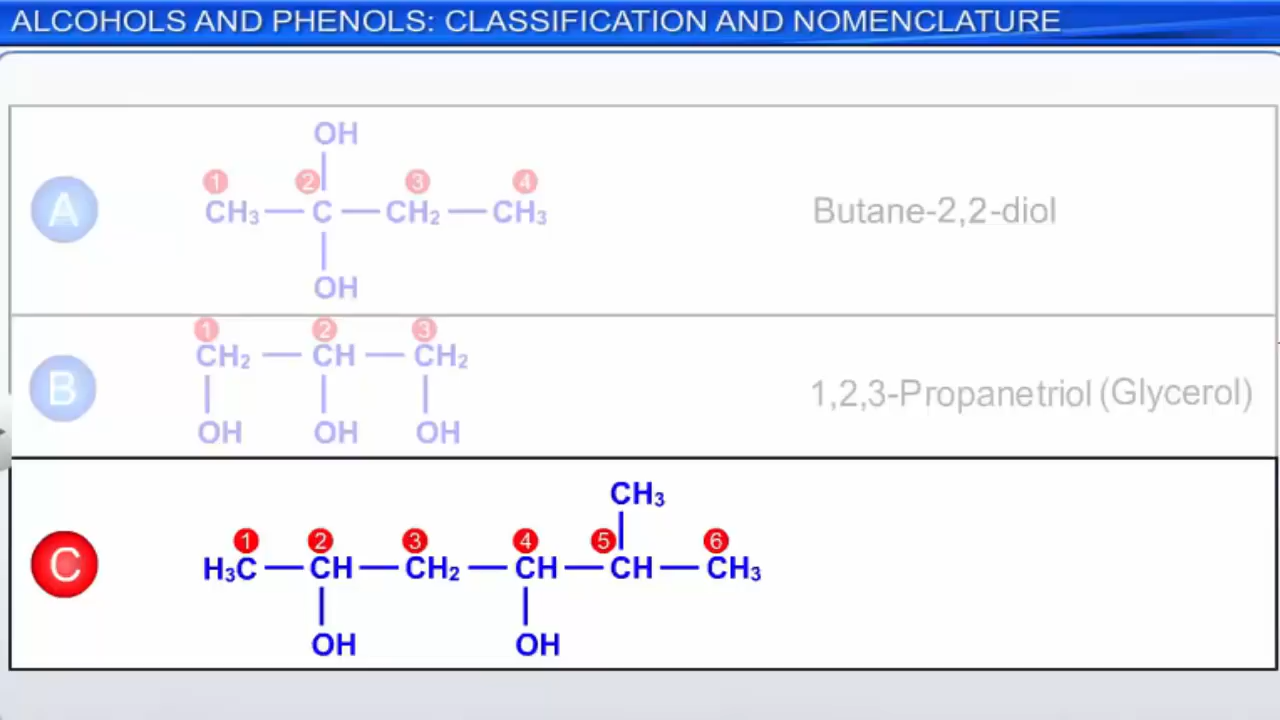 ALCOHOLS AND PHENOLS: CLASSIFICATION AND NOMENCLATURE
OH
1 2 3 4
A CH₃ — C — CH₂ — CH₃ Butane-2,2-diol
OH
1 2 3
CH₂ — CH — CH₂
B 1,2,3-Propanetriol (Glycerol)
OH OH OH
CH₃
1 2 3 4 5 6
C H₃C — CH — CH₂ — CH — CH — CH₃
OH OH